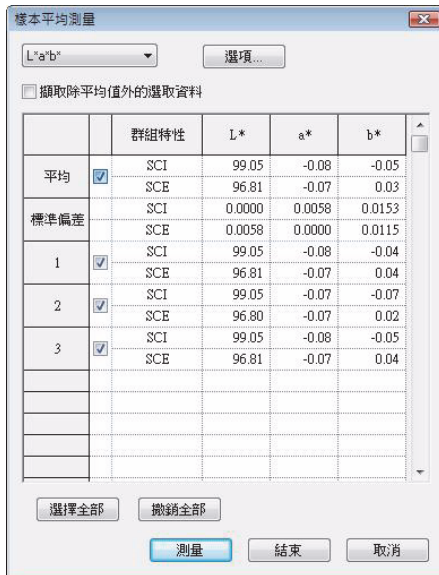 樣本平均測量
L*a*b*
選項...
擷取除平均值外的選取資料
群組特性 L* a* b*
平均 SCI 99.05 -0.08 -0.05
SCE 96.81 -0.07 0.03
標準偏差 SCI 0.0000 0.0058 0.0153
SCE 0.0058 0.0000 0.0115
1 SCI 99.05 -0.08 -0.04
SCE 96.81 -0.07 0.04
2 SCI 99.05 -0.07 -0.07
SCE 96.80 -0.07 0.02
3 SCI 99.05 -0.08 -0.05
SCE 96.81 -0.07 0.04
選擇全部 撤銷全部
測量 結束 取消